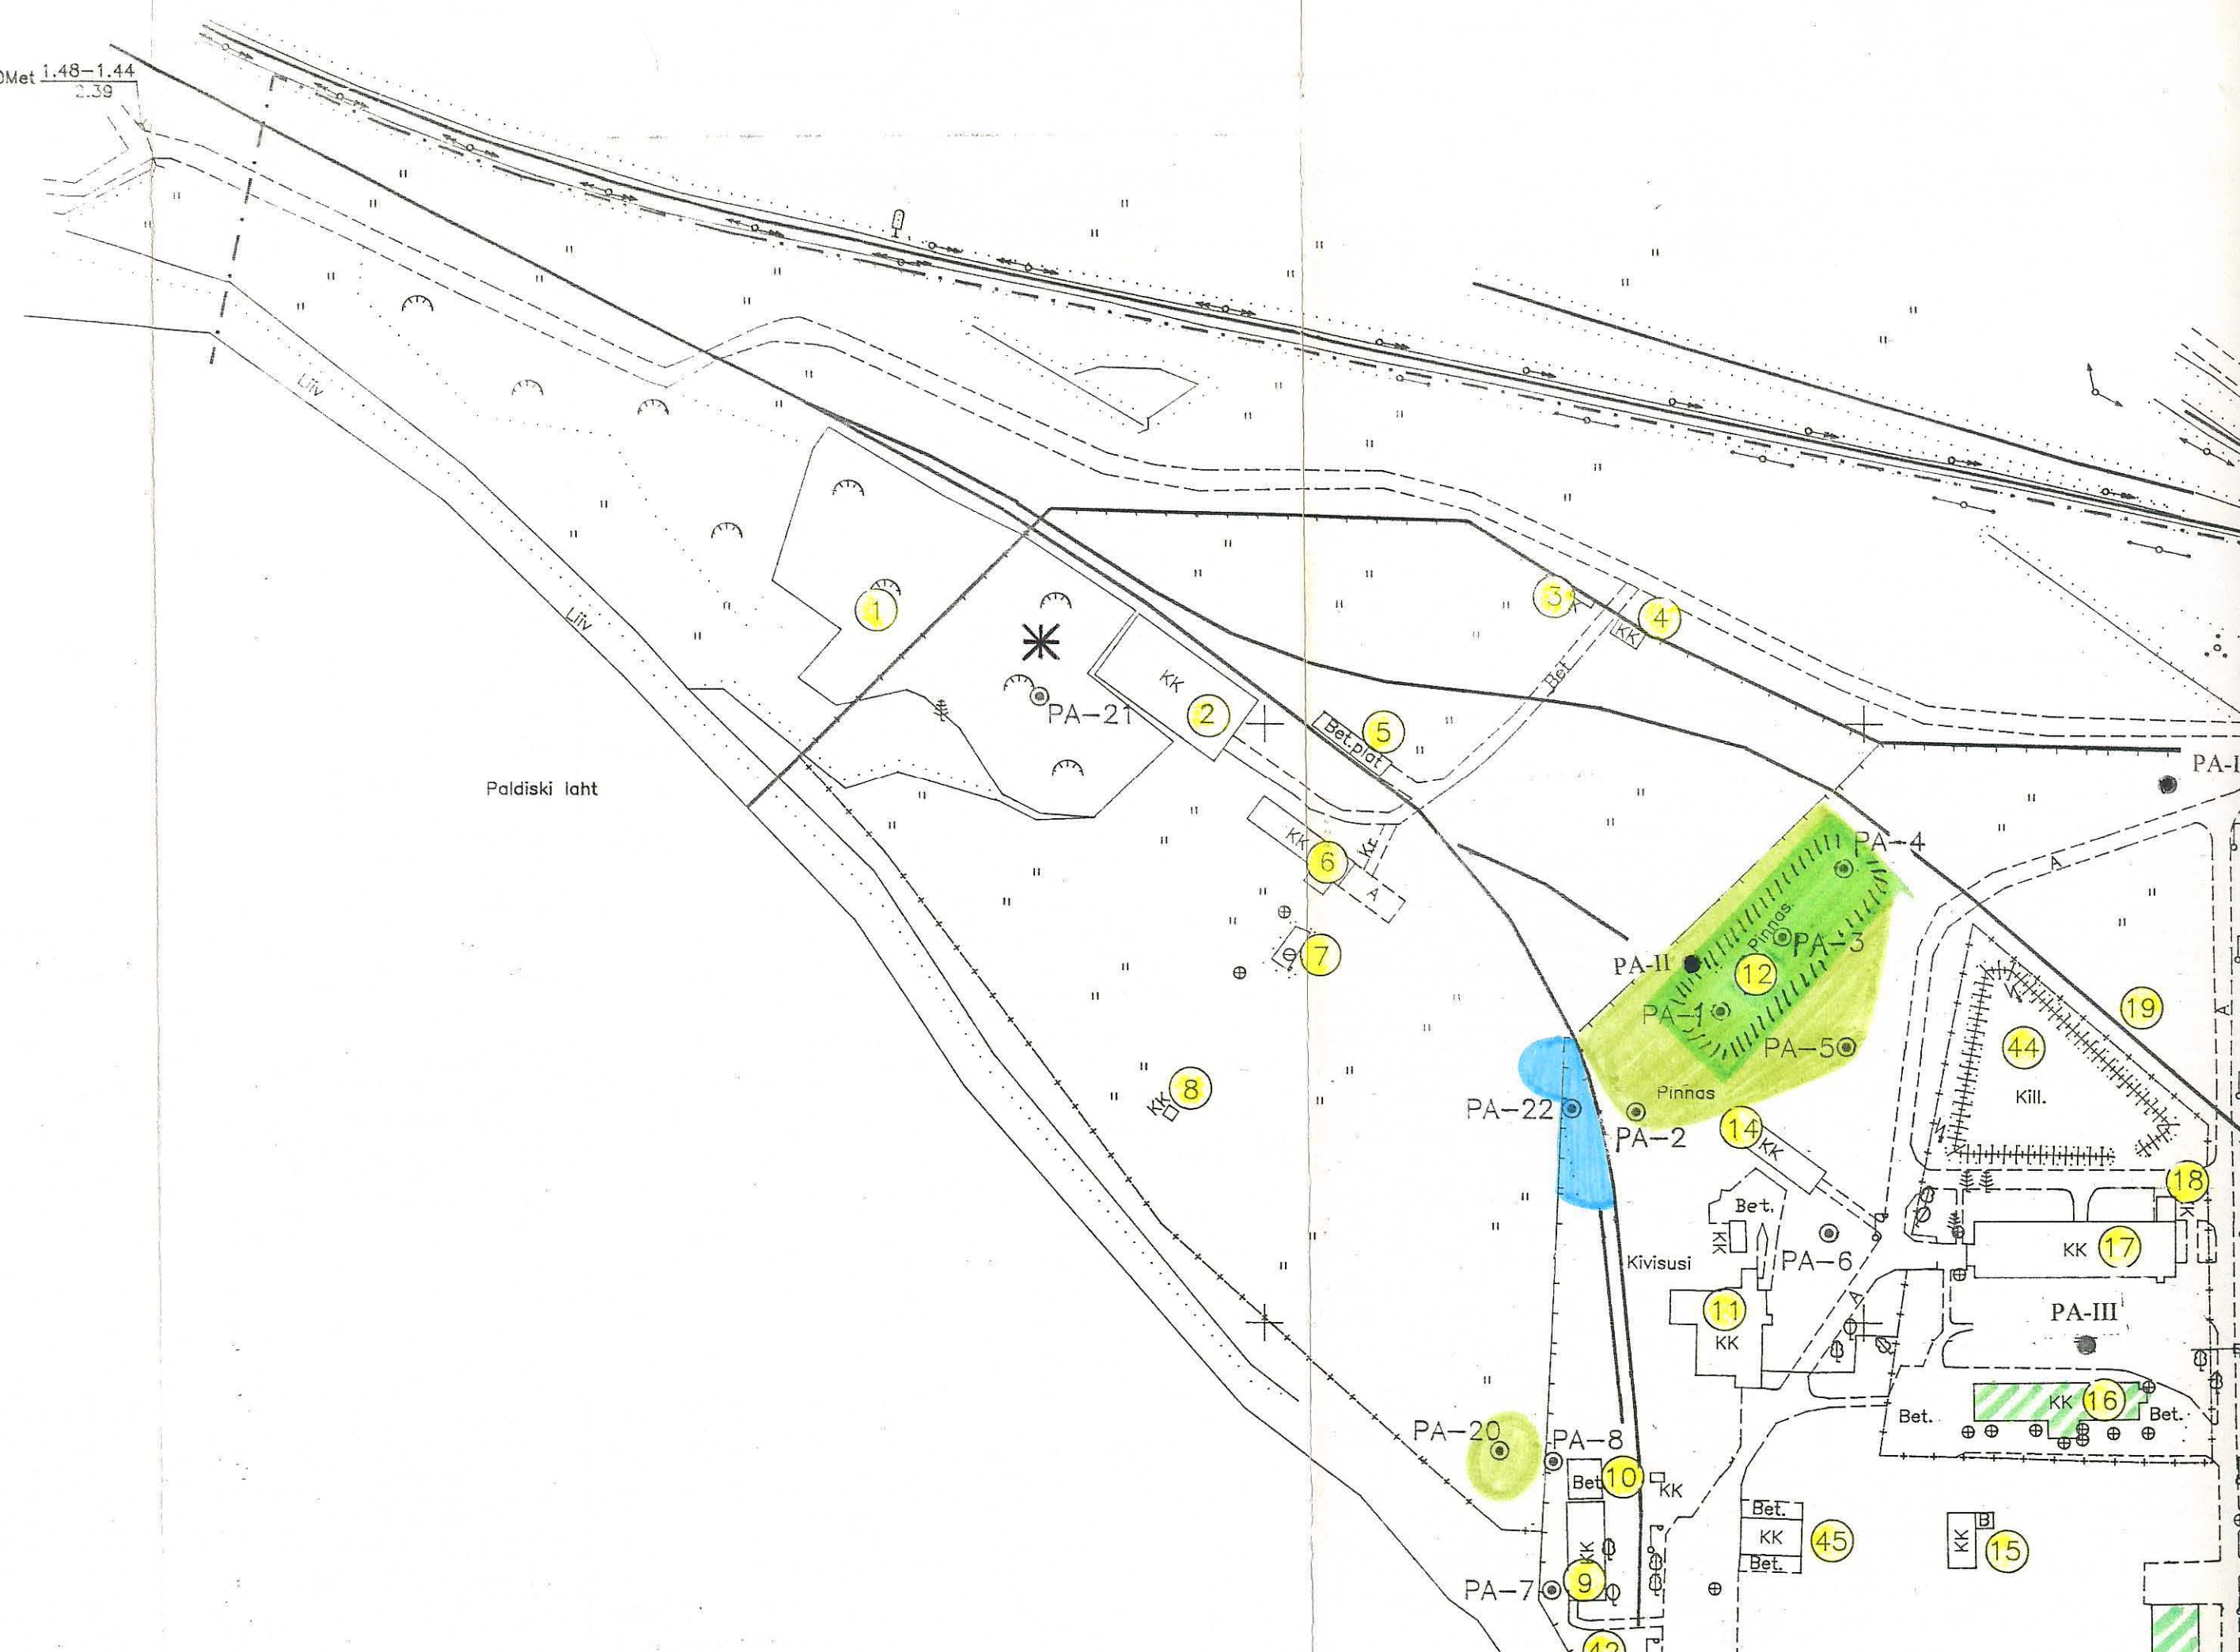 1.48-1.44
2.39
Liiv
Liiv
Paldiski laht
1
PA-21
KK
2
3
4
KK
Bet.
5
Bet.plat
KK
6
Kr
A
7
8
KK
PA-I
PA-4
Pinnas
PA-3
PA-II
12
PA-1
PA-5
Pinnas
PA-22
PA-2
14
KK
A
A
19
44
Kill.
18
KK
Bet.
KK
PA-6
Kivisusi
KK
17
11
KK
A
PA-III
KK
16
Bet.
Bet.
PA-20
PA-8
Bet
10
KK
KK
9
PA-7
Bet.
KK
45
Bet.
KK
B
15
42